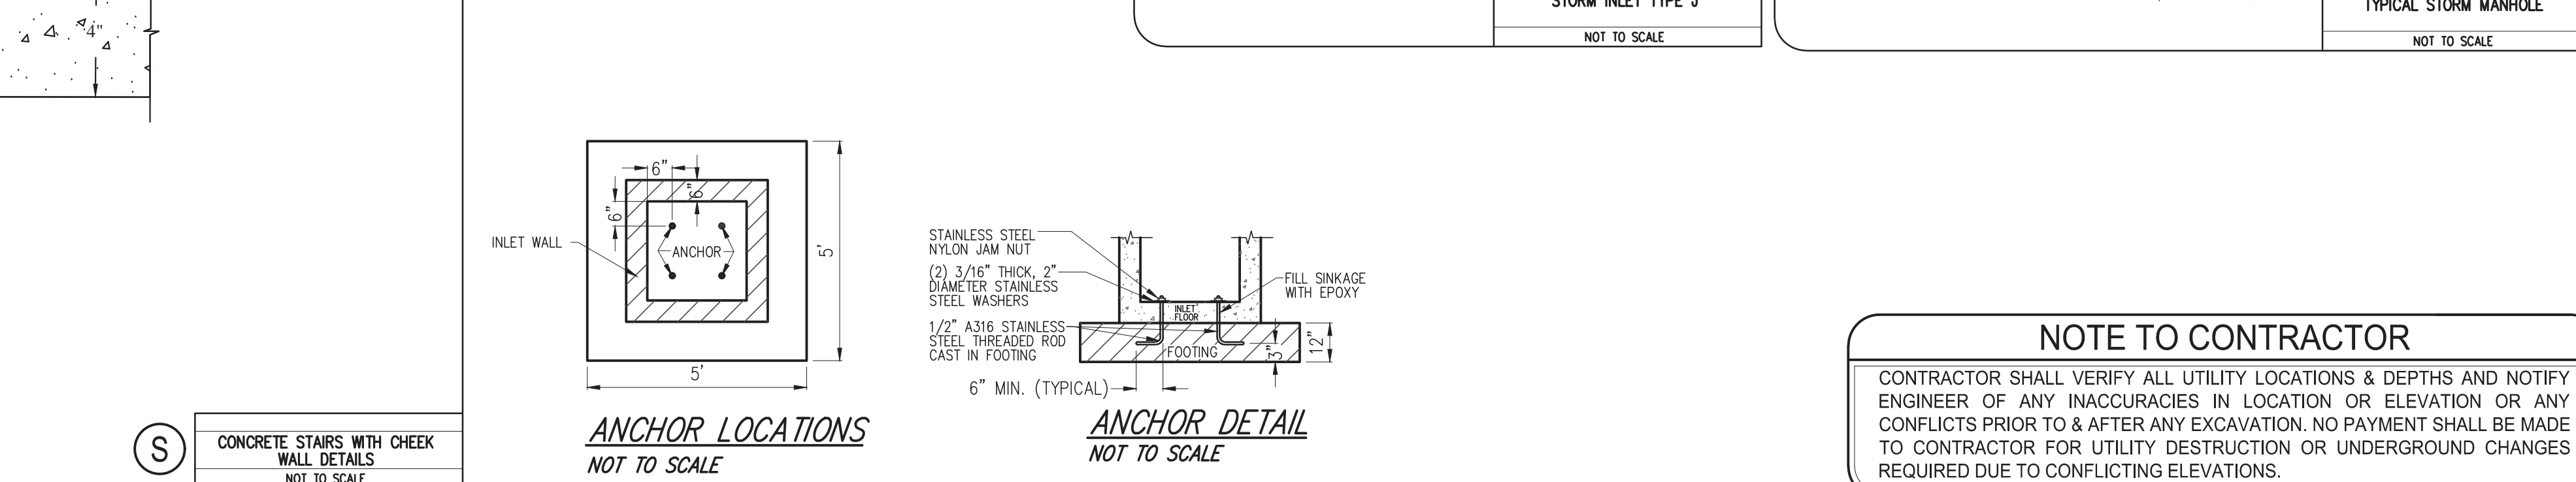 4"
STORM INLET TYPE J
NOT TO SCALE
TYPICAL STORM MANHOLE
NOT TO SCALE
6"
6"
6"
INLET WALL
ANCHOR
5'
5'
ANCHOR LOCATIONS
NOT TO SCALE
STAINLESS STEEL
NYLON JAM NUT
(2) 3/16" THICK, 2"
DIAMETER STAINLESS
STEEL WASHERS
1/2" A316 STAINLESS
STEEL THREADED ROD
CAST IN FOOTING
FILL SINKAGE
WITH EPOXY
INLET
FLOOR
FOOTING
3"
12"
6" MIN. (TYPICAL)
ANCHOR DETAIL
NOT TO SCALE
S
CONCRETE STAIRS WITH CHEEK
WALL DETAILS
NOT TO SCALE
NOTE TO CONTRACTOR
CONTRACTOR SHALL VERIFY ALL UTILITY LOCATIONS & DEPTHS AND NOTIFY
ENGINEER OF ANY INACCURACIES IN LOCATION OR ELEVATION OR ANY
CONFLICTS PRIOR TO & AFTER ANY EXCAVATION. NO PAYMENT SHALL BE MADE
TO CONTRACTOR FOR UTILITY DESTRUCTION OR UNDERGROUND CHANGES
REQUIRED DUE TO CONFLICTING ELEVATIONS.